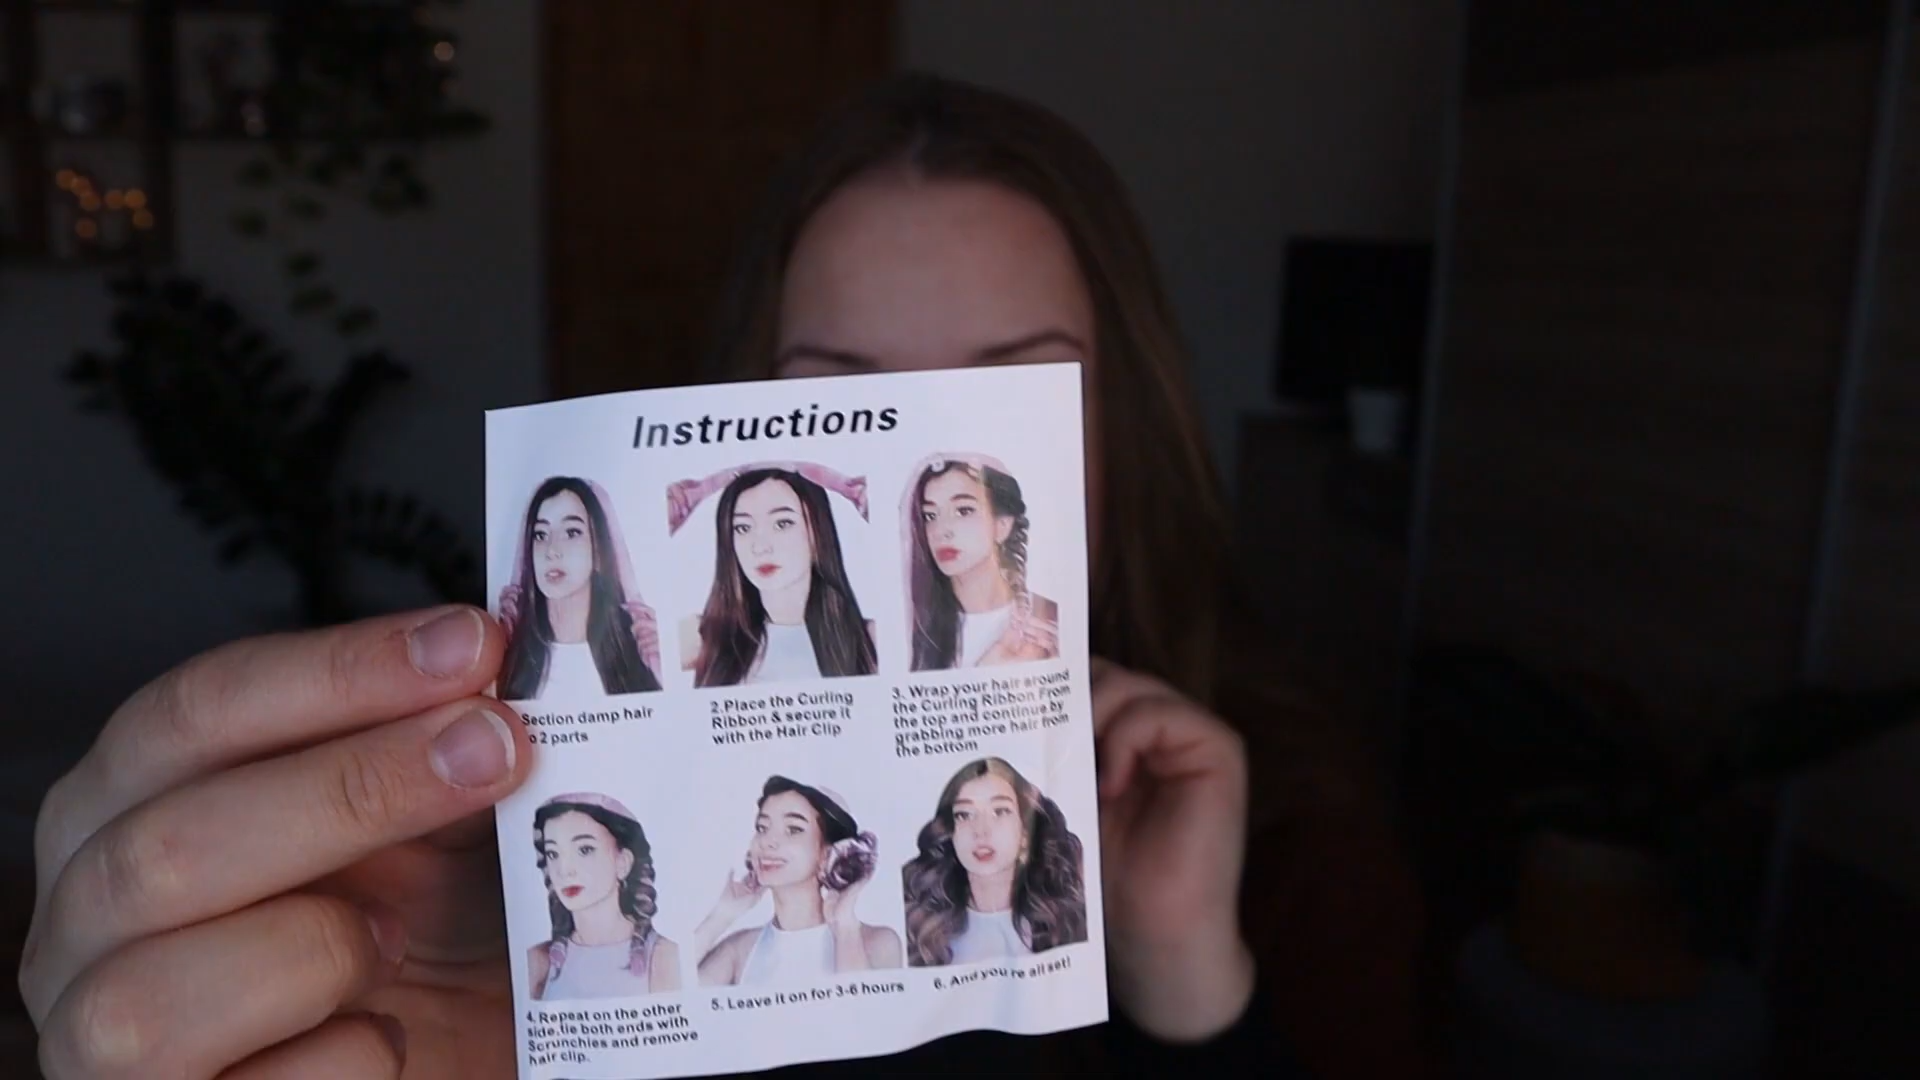 Instructions
Section damp hair
o 2 parts
2.Place the Curling
Ribbon & secure it
with the Hair Clip
3. Wrap your hair around
the Curling Ribbon From
the top and continue by
grabbing more hair from
the bottom
4.Repeat on the other
side.tie both ends with
Scrunchies and remove
hair clip.
5. Leave it on for 3-6 hours
6. And you're all set!